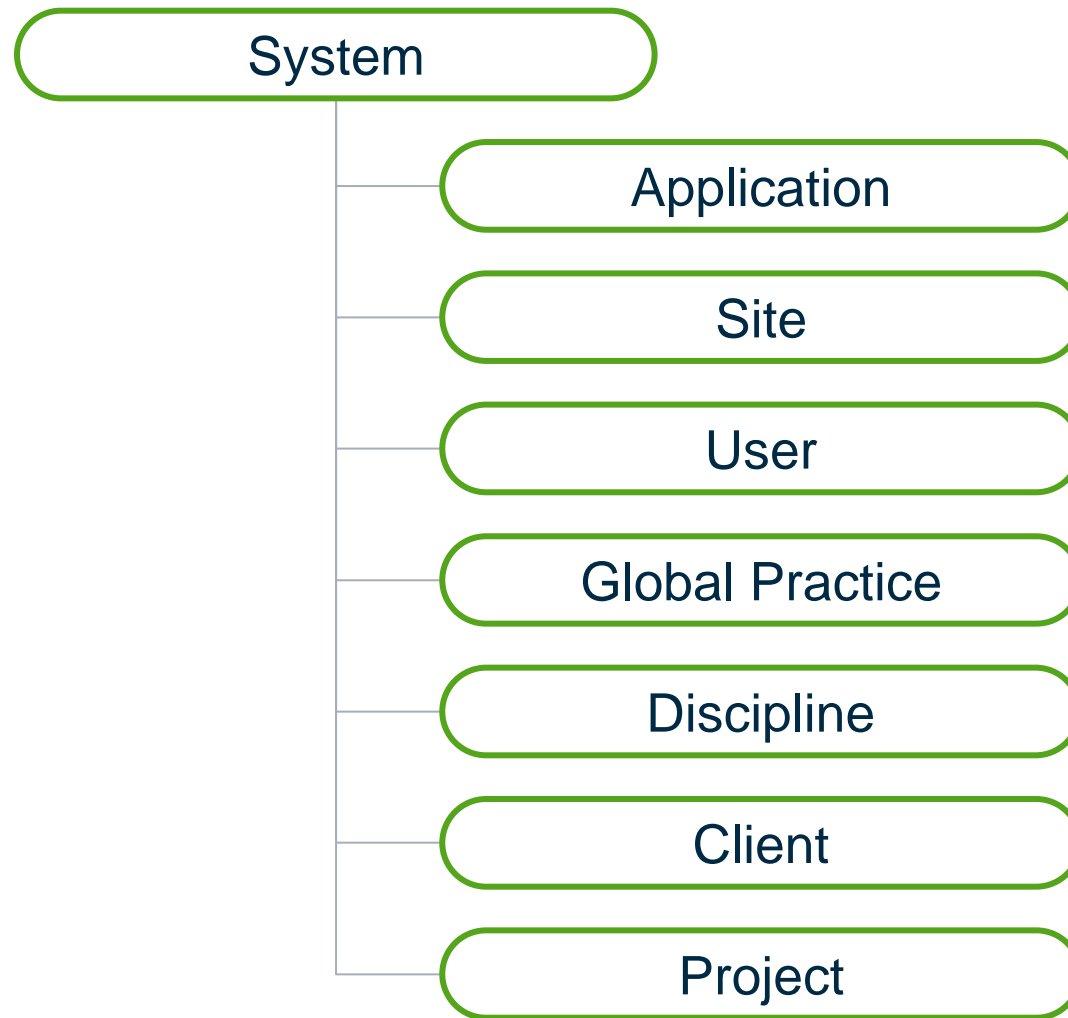 System
Application
Site
User
Global Practice
Discipline
Client
Project